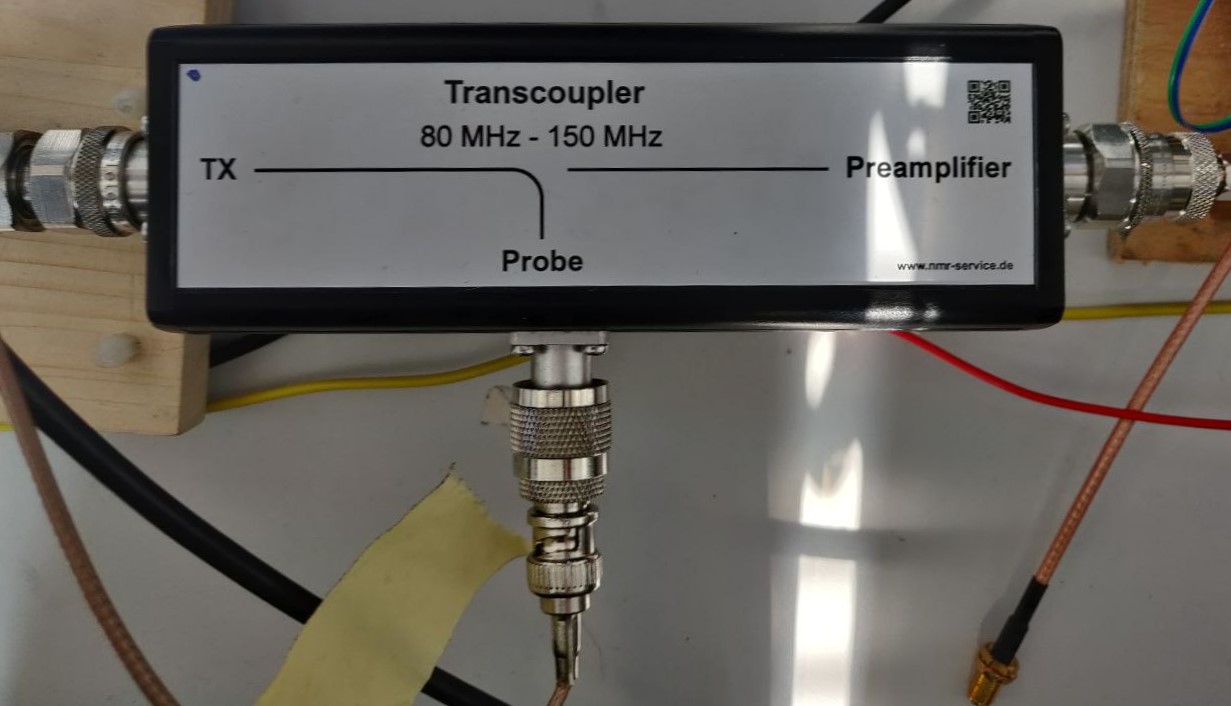 Transcoupler
80 MHz - 150 MHz
TX
Preamplifier
Probe
www.nmr-service.de